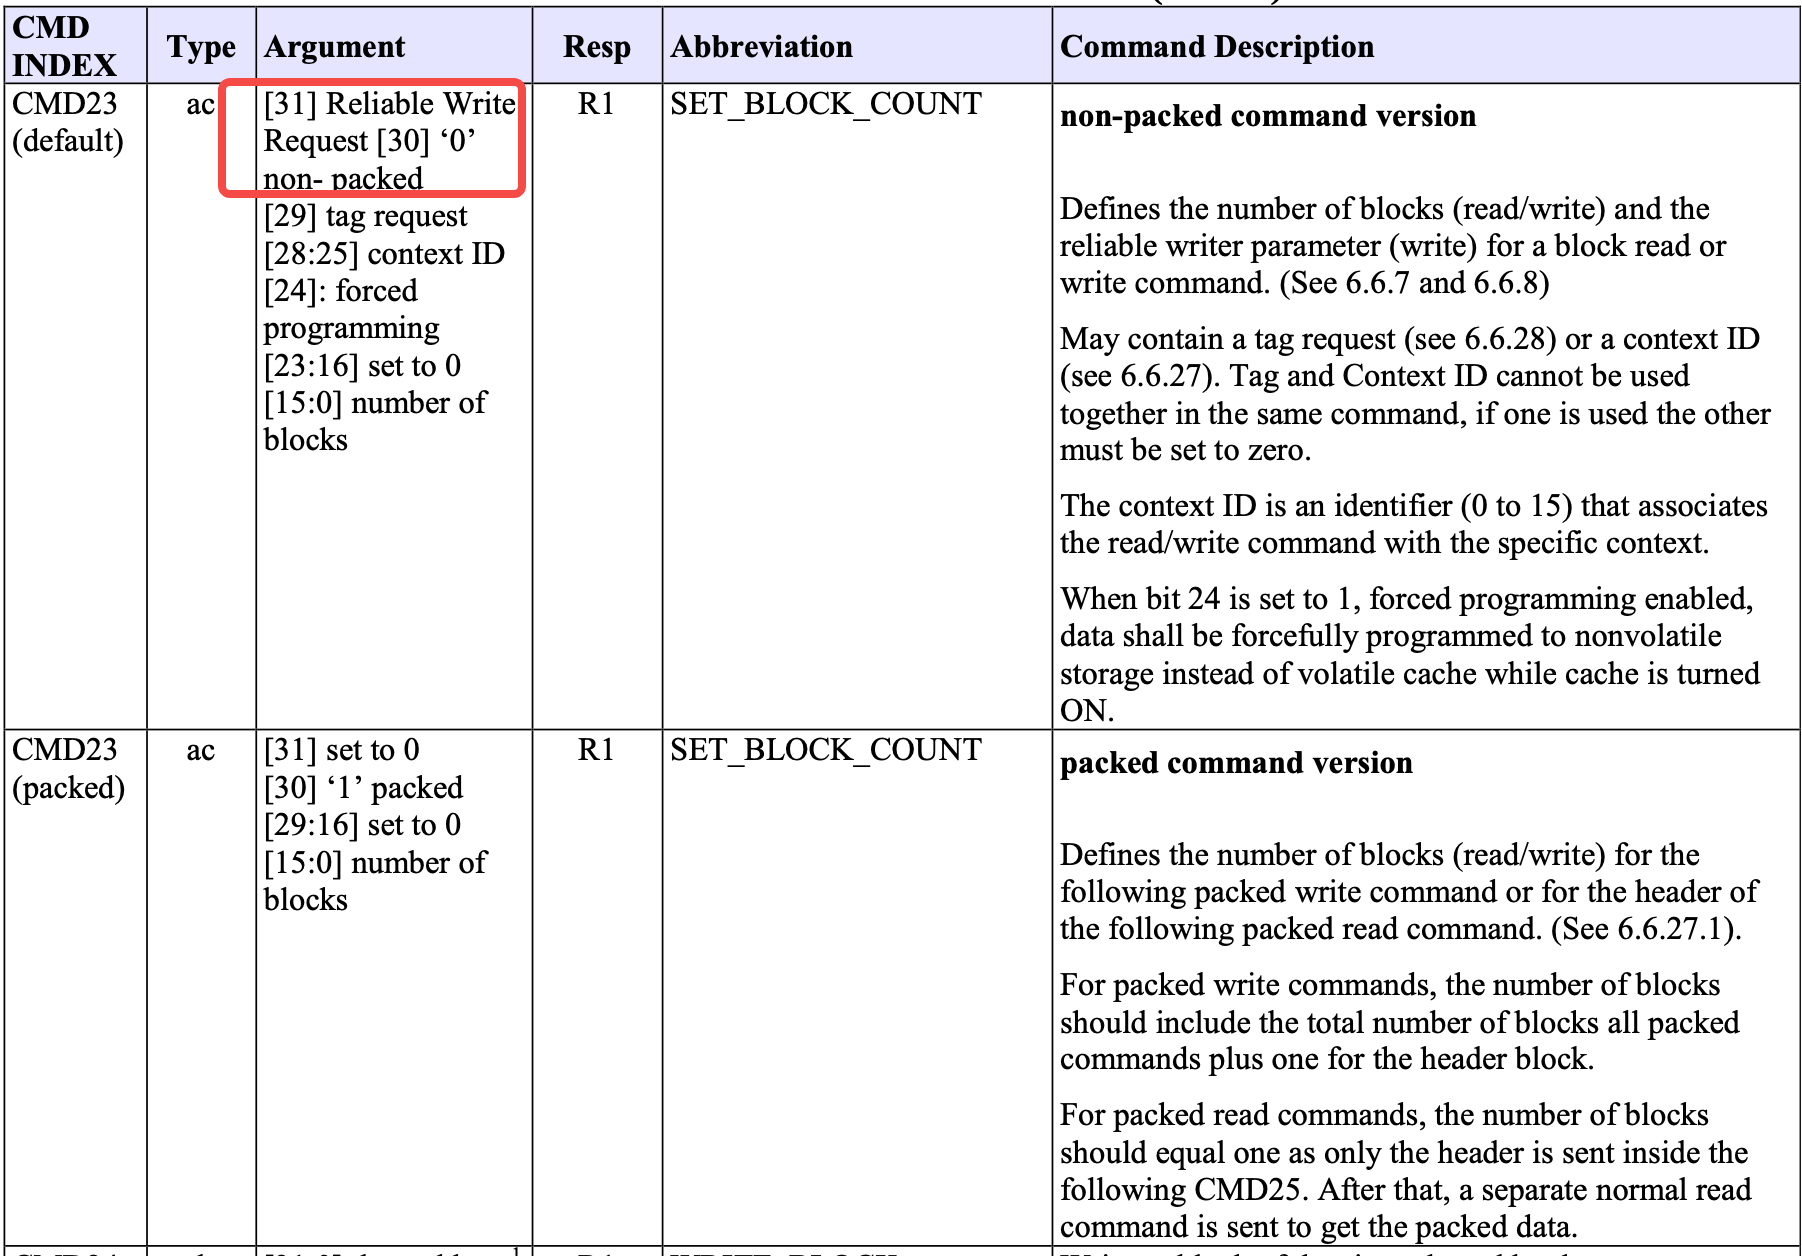 CMD
INDEX
Type
Argument
Resp
Abbreviation
Command Description
CMD23
(default)
ac
[31] Reliable Write
Request [30] ‘0’
non- packed
[29] tag request
[28:25] context ID
[24]: forced
programming
[23:16] set to 0
[15:0] number of
blocks
R1
SET_BLOCK_COUNT
non-packed command version
Defines the number of blocks (read/write) and the
reliable writer parameter (write) for a block read or
write command. (See 6.6.7 and 6.6.8)
May contain a tag request (see 6.6.28) or a context ID
(see 6.6.27). Tag and Context ID cannot be used
together in the same command, if one is used the other
must be set to zero.
The context ID is an identifier (0 to 15) that associates
the read/write command with the specific context.
When bit 24 is set to 1, forced programming enabled,
data shall be forcefully programmed to nonvolatile
storage instead of volatile cache while cache is turned
ON.
CMD23
(packed)
ac
[31] set to 0
[30] ‘1’ packed
[29:16] set to 0
[15:0] number of
blocks
R1
SET_BLOCK_COUNT
packed command version
Defines the number of blocks (read/write) for the
following packed write command or for the header of
the following packed read command. (See 6.6.27.1).
For packed write commands, the number of blocks
should include the total number of blocks all packed
commands plus one for the header block.
For packed read commands, the number of blocks
should equal one as only the header is sent inside the
following CMD25. After that, a separate normal read
command is sent to get the packed data.